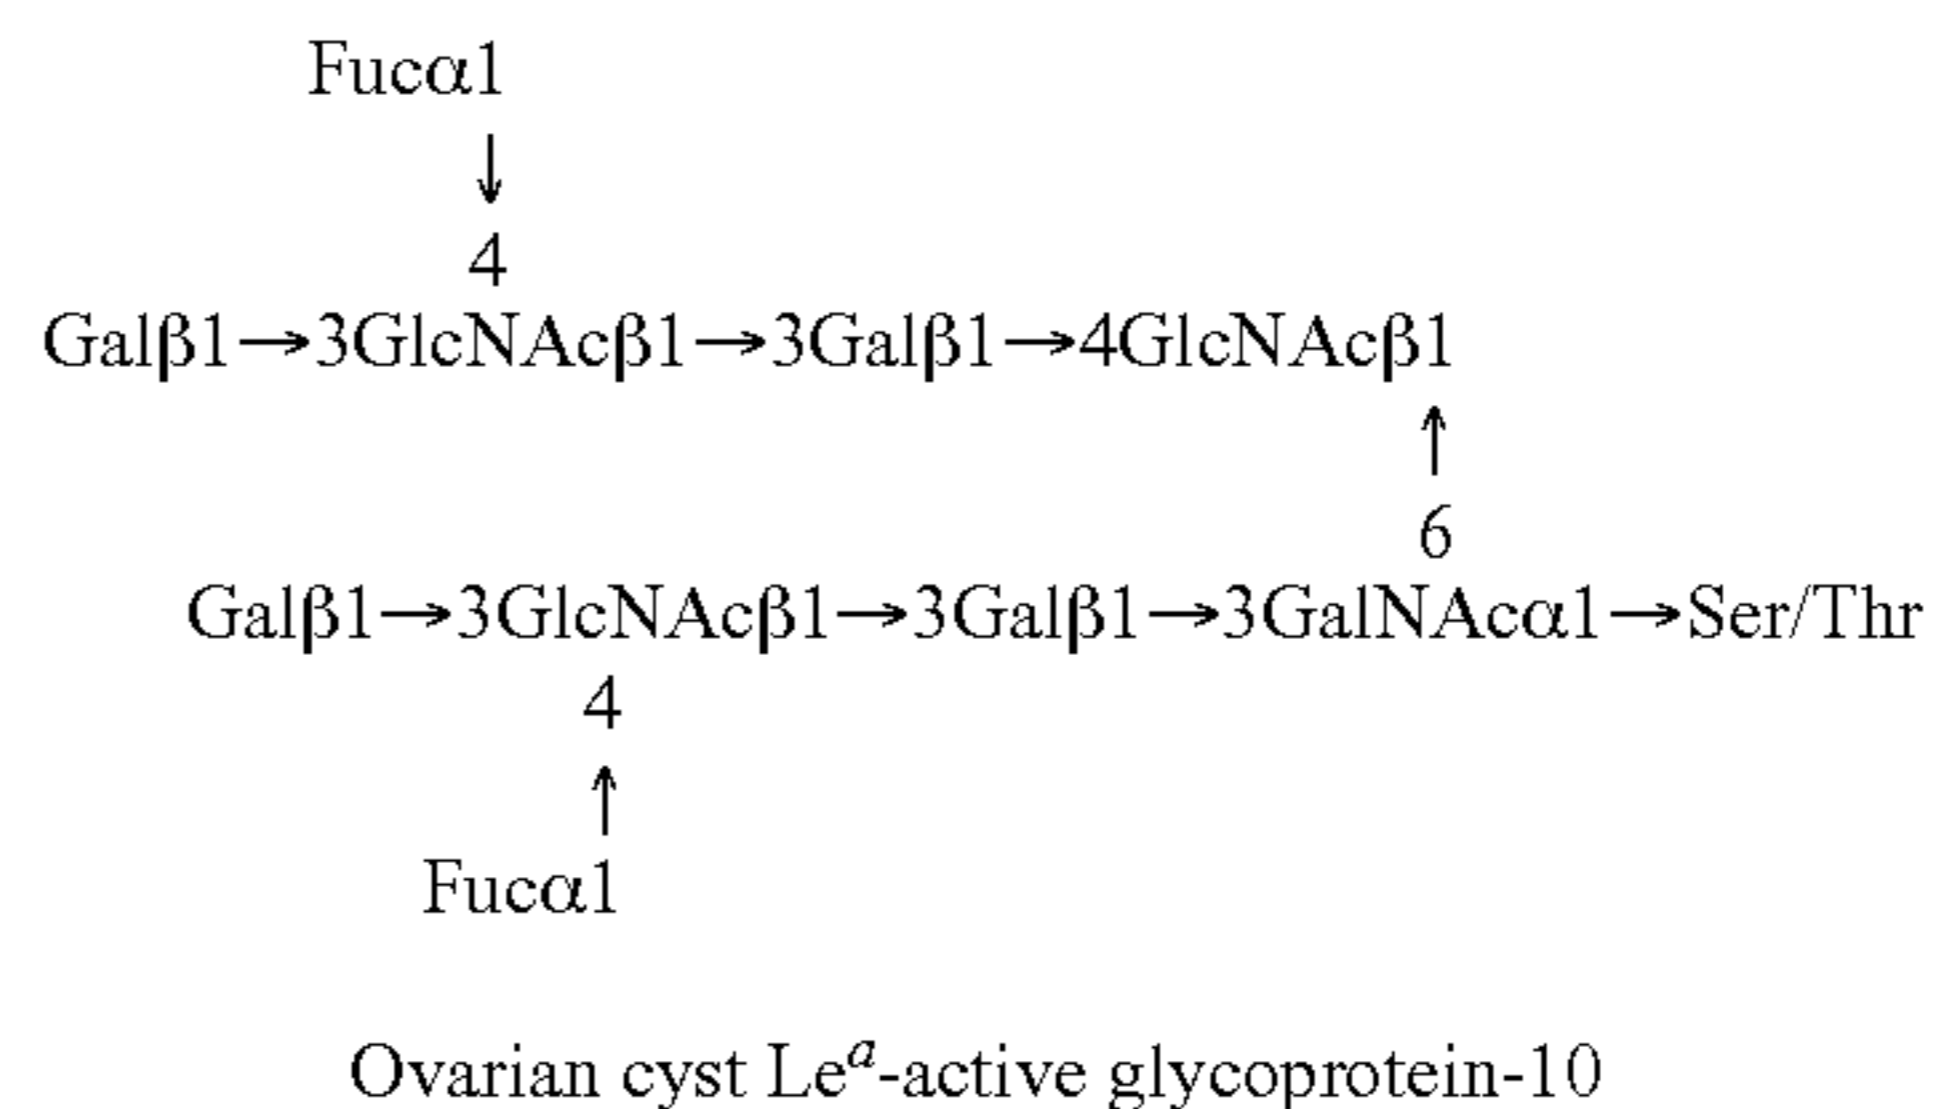 Fucα1
↓
4
Galβ1→3GlcNAcβ1→3Galβ1→4GlcNAcβ1
↑
6
Galβ1→3GlcNAcβ1→3Galβ1→3GalNAcα1→Ser/Thr
4
↑
Fucα1
Ovarian cyst Leᵃ-active glycoprotein-10